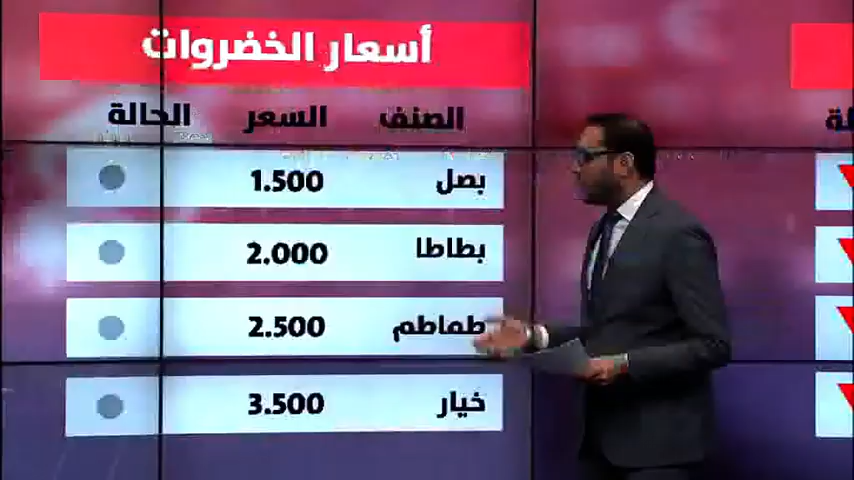 أسعار الخضروات
الصنف السعر الحالة
بصل 1.500
بطاطا 2.000
طماطم 2.500
خيار 3.500